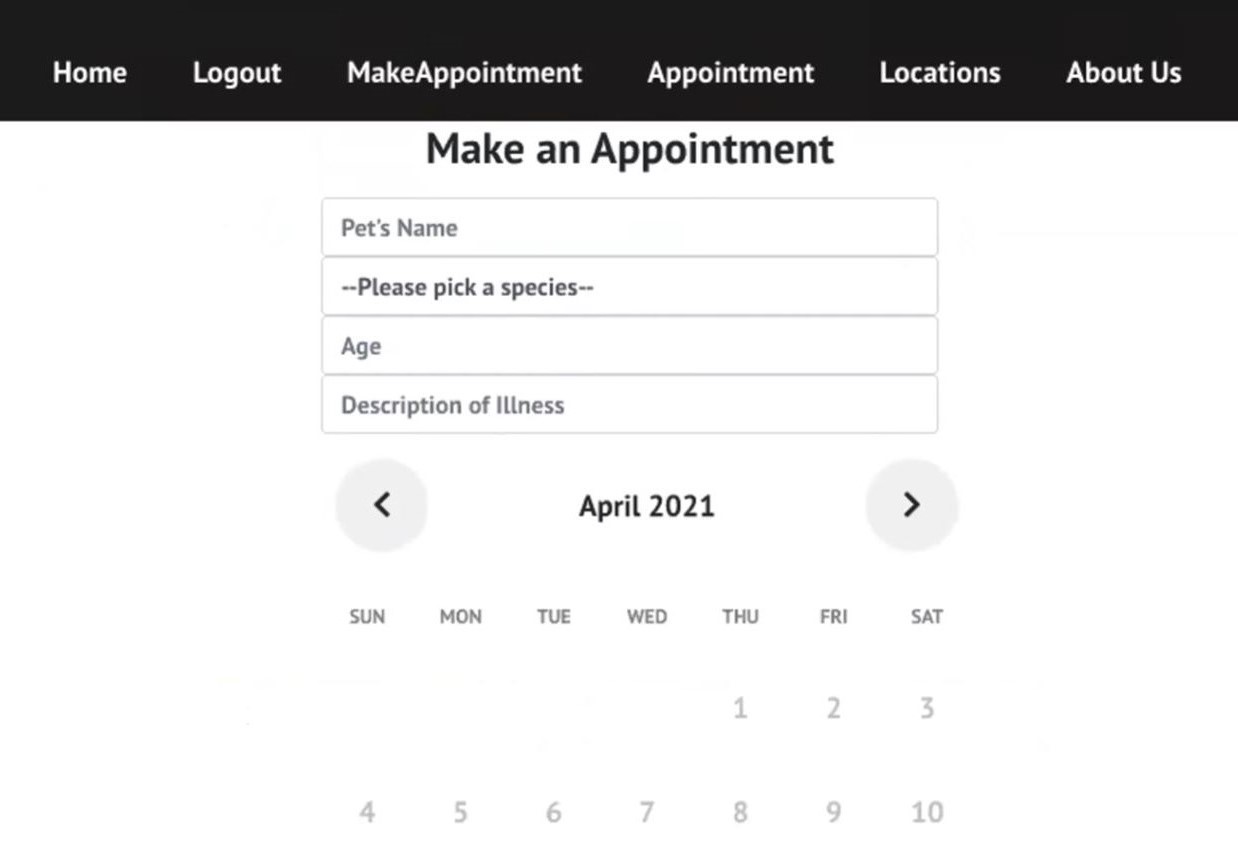 Home Logout MakeAppointment Appointment Locations About Us
Make an Appointment
Pet's Name
--Please pick a species--
Age
Description of Illness
April 2021
SUN MON TUE WED THU FRI SAT
1 2 3
4 5 6 7 8 9 10